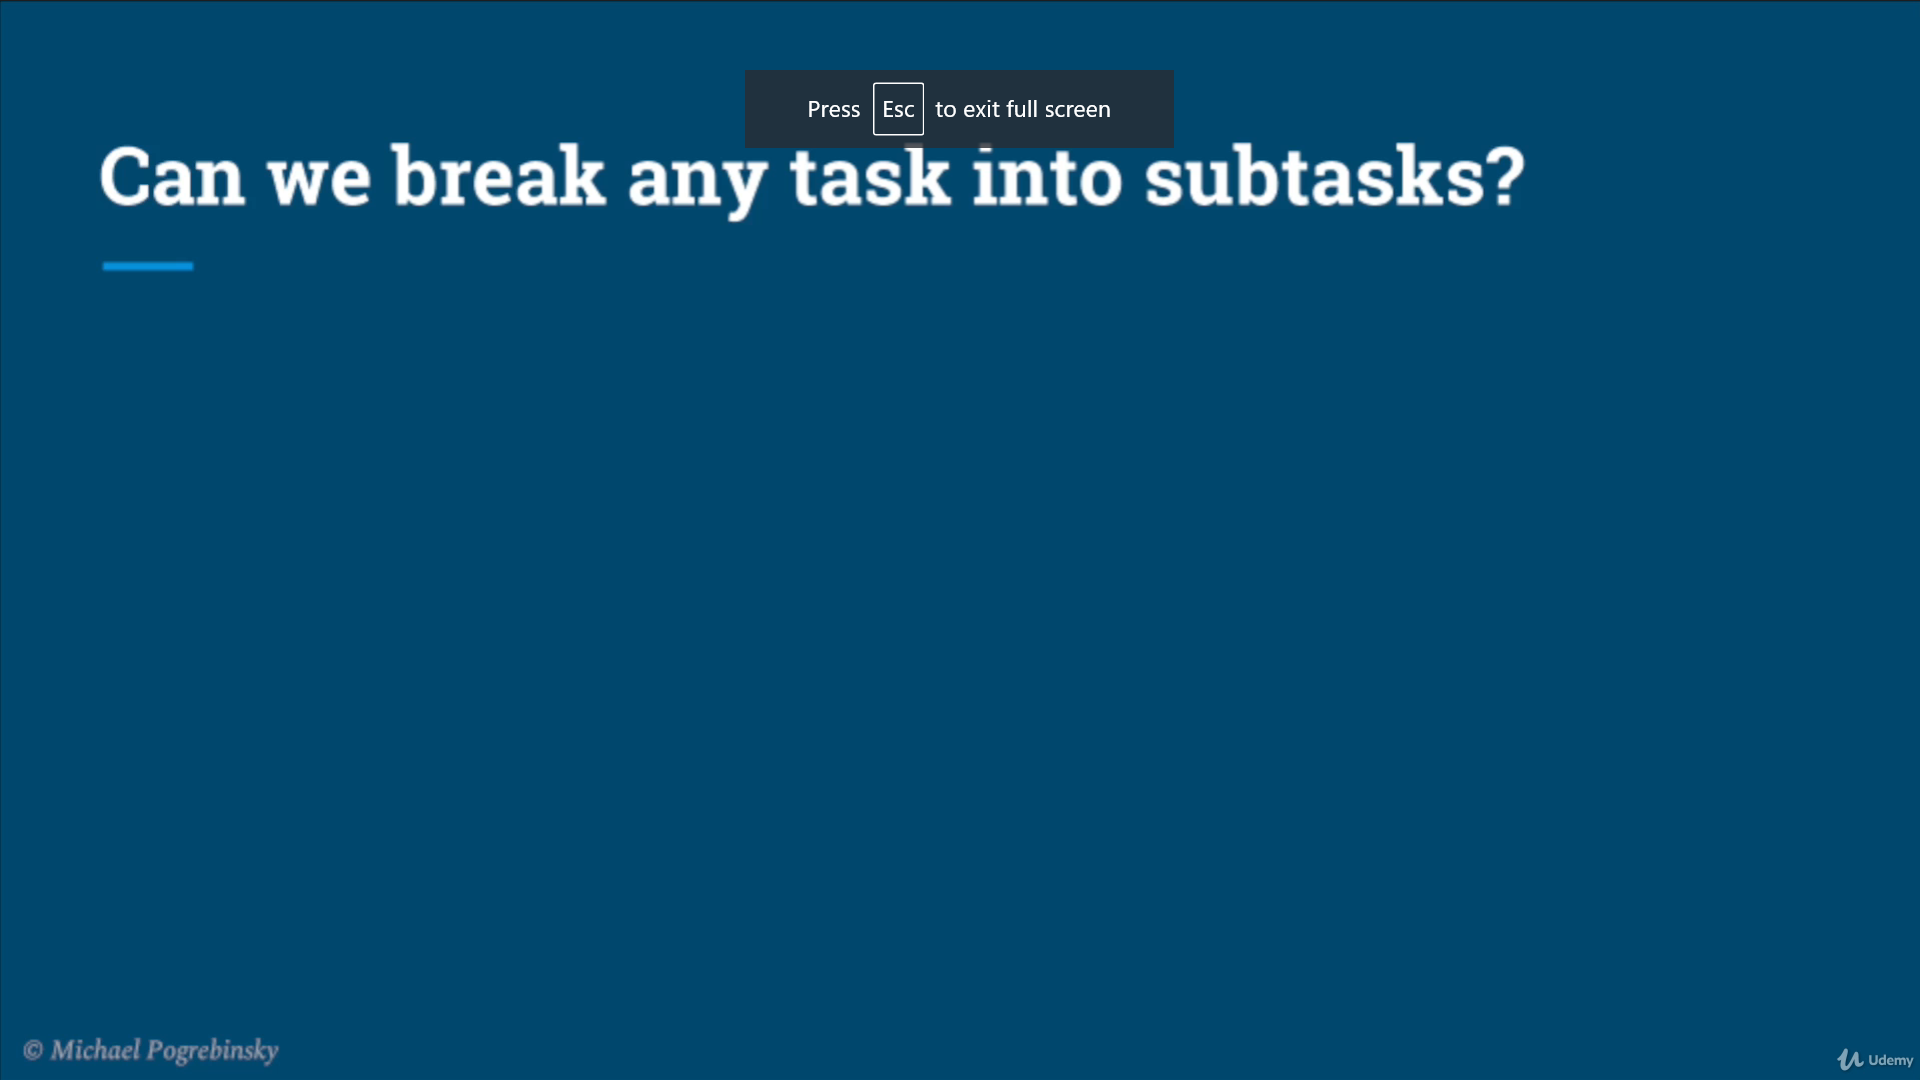 Press Esc to exit full screen
Can we break any task into subtasks?
© Michael Pogrebinsky
Udemy